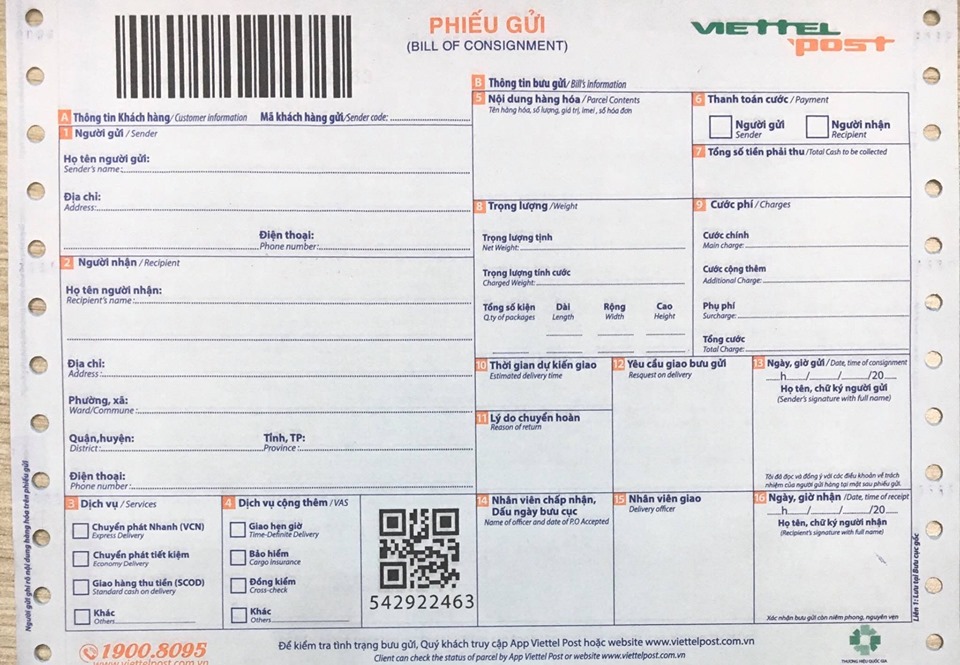 PHIẾU GỬI
(BILL OF CONSIGNMENT)
VIETTEL
post
A Thông tin Khách hàng/ Customer information Mã khách hàng gửi/Sender code:
1 Người gửi / Sender
Họ tên người gửi:
Sender's name:
Địa chỉ:
Address:
Điện thoại:
Phone number:
2 Người nhận / Recipient
Họ tên người nhận:
Recipient's name:
Địa chỉ:
Address:
Phường, xã:
Ward/Commune:
Quận,huyện: Tỉnh, TP:
District: Province:
Điện thoại:
Phone number:
3 Dịch vụ / Services
Chuyển phát Nhanh (VCN)
Express Delivery
Chuyển phát tiết kiệm
Economy Delivery
Giao hàng thu tiền (SCOD)
Standard cash on delivery
Khác
Others
4 Dịch vụ cộng thêm / VAS
Giao hẹn giờ
Time-Definite Delivery
Bảo hiểm
Cargo Insurance
Đồng kiểm
Cross-check
Khác
Others
542922463
B Thông tin bưu gửi/ Bill's information
5 Nội dung hàng hóa / Parcel Contents
Tên hàng hóa, số lượng, giá trị, imei, số hóa đơn
6 Thanh toán cước / Payment
Người gửi
Sender
Người nhận
Recipient
7 Tổng số tiền phải thu /Total Cash to be collected
8 Trọng lượng /Weight
Trọng lượng tịnh
Net Weight:
Trọng lượng tính cước
Charged Weight:
Tổng số kiện Dài Rộng Cao
Q.ty of packages Length Width Height
9 Cước phí / Charges
Cước chính
Main charge:
Cước cộng thêm
Additional Charge:
Phụ phí
Surcharge:
Tổng cước
Total Charge:
10 Thời gian dự kiến giao
Estimated delivery time
11 Lý do chuyển hoàn
Reason of return
12 Yêu cầu giao bưu gửi
Resquest on delivery
13 Ngày, giờ gửi / Date, time of consignment
h / / /20
Họ tên, chữ ký người gửi
(Sender's signature with full name)
Tôi đã đọc và đồng ý với các điều khoản về trách
nhiệm của người gửi hàng tại mặt sau phiếu gửi.
14 Nhân viên chấp nhận,
Dấu ngày bưu cục
Name of officer and date of P.O Accepted
15 Nhân viên giao
Delivery officer
16 Ngày, giờ nhận /Date, time of receipt
h / / /20
Họ tên, chữ ký người nhận
(Recipient's signature with full name)
Xác nhận bưu gửi còn niêm phong, nguyên vẹn
Người gửi ghi rõ nội dung hàng hóa trên phiếu gửi
Liên 1: Lưu tại Bưu cục gốc
1900.8095
www.viettelpost.com.vn
Để kiểm tra tình trạng bưu gửi, Quý khách truy cập App Viettel Post hoặc website www.viettelpost.com.vn
Client can check the status of parcel by App Viettel Post or website www.viettelpost.com.vn
THƯƠNG HIỆU QUỐC GIA